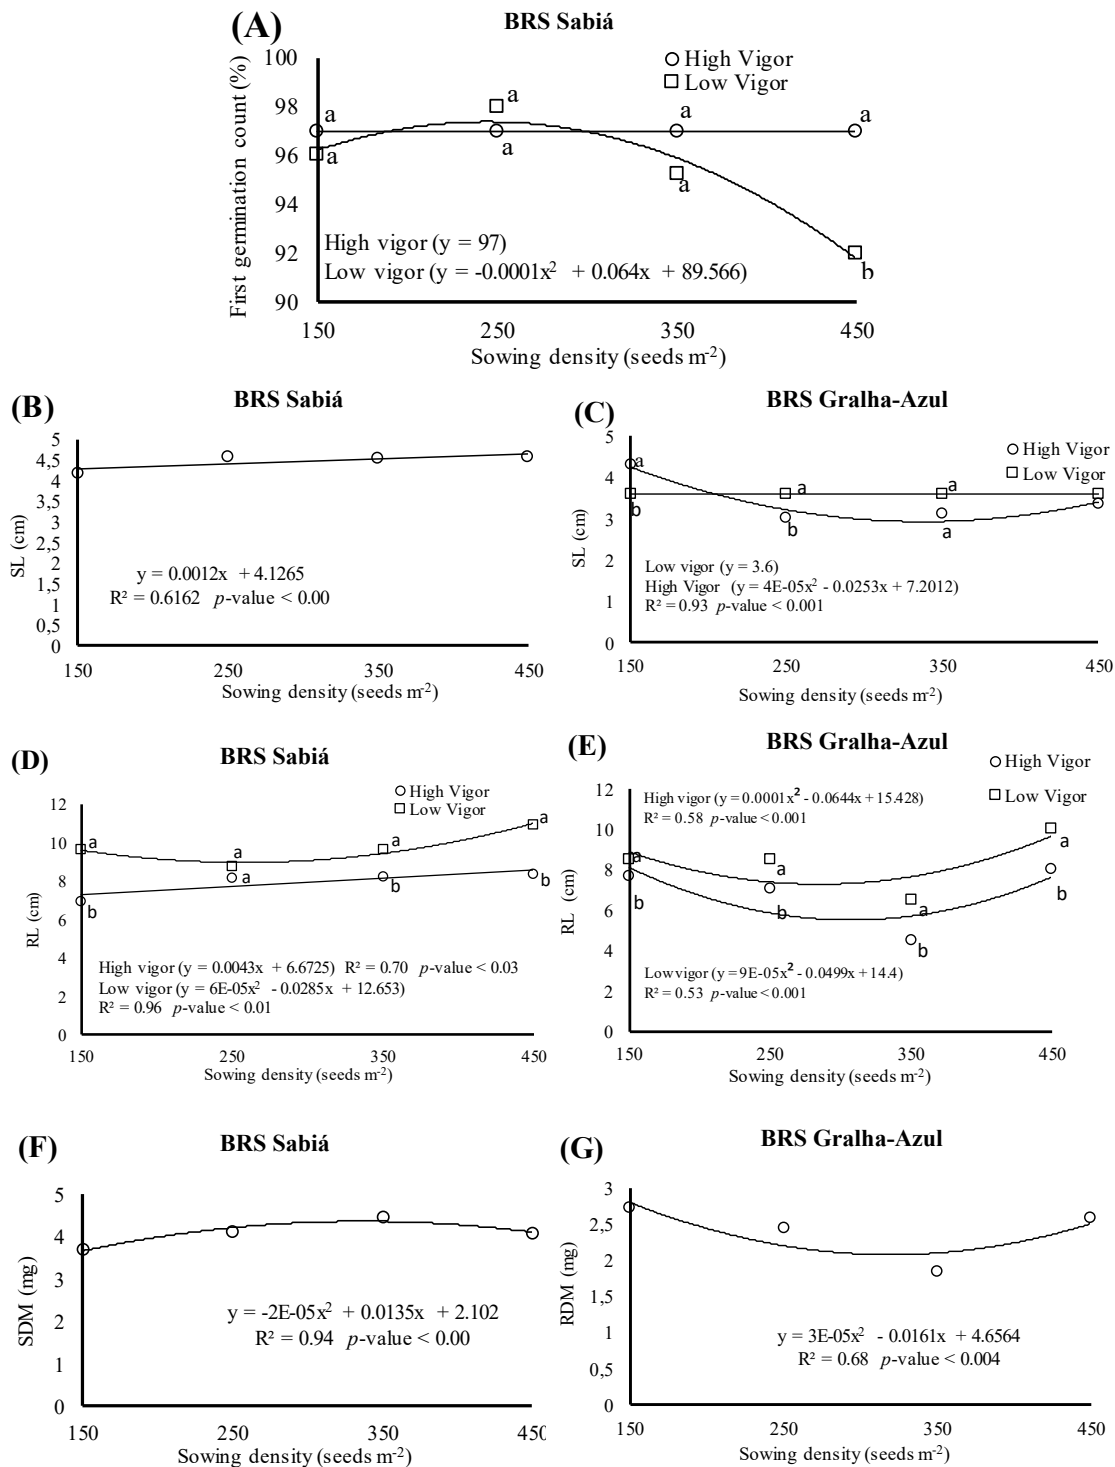 (A)
BRS Sabiá
First germination count (%)
100
98
96
94
92
90
High Vigor
Low Vigor
a
a
a
a
a
a
a
b
High vigor (y = 97)
Low vigor (y = -0.0001x² + 0.064x + 89.566)
150 250 350 450
Sowing density (seeds m⁻²)
(B)
BRS Sabiá
SL (cm)
5
4,5
4
3,5
3
2,5
2
1,5
1
0,5
0
y = 0.0012x + 4.1265
R² = 0.6162 p-value < 0.00
150 250 350 450
Sowing density (seeds m⁻²)
(C)
BRS Gralha-Azul
SL (cm)
5
4
3
2
1
0
High Vigor
Low Vigor
a
a
a
b
b
a
Low vigor (y = 3.6)
High Vigor (y = 4E-05x² - 0.0253x + 7.2012)
R² = 0.93 p-value < 0.001
150 250 350 450
Sowing density (seeds m⁻²)
(D)
BRS Sabiá
RL (cm)
12
10
8
6
4
2
0
High Vigor
Low Vigor
a
a
a
a
b
a
b
b
High vigor (y = 0.0043x + 6.6725) R² = 0.70 p-value < 0.03
Low vigor (y = 6E-05x² - 0.0285x + 12.653)
R² = 0.96 p-value < 0.01
150 250 350 450
Sowing density (seeds m⁻²)
(E)
BRS Gralha-Azul
RL (cm)
12
10
8
6
4
2
0
High Vigor
Low Vigor
High vigor (y = 0.0001x² - 0.0644x + 15.428)
R² = 0.58 p-value < 0.001
a
a
a
a
b
b
b
b
Low vigor (y = 9E-05x² - 0.0499x + 14.4)
R² = 0.53 p-value < 0.001
150 250 350 450
Sowing density (seeds m⁻²)
(F)
BRS Sabiá
SDM (mg)
5
4
3
2
1
0
y = -2E-05x² + 0.0135x + 2.102
R² = 0.94 p-value < 0.00
150 250 350 450
Sowing density (seeds m⁻²)
(G)
BRS Gralha-Azul
RDM (mg)
3
2,5
2
1,5
1
0,5
0
y = 3E-05x² - 0.0161x + 4.6564
R² = 0.68 p-value < 0.004
150 250 350 450
Sowing density (seeds m⁻²)